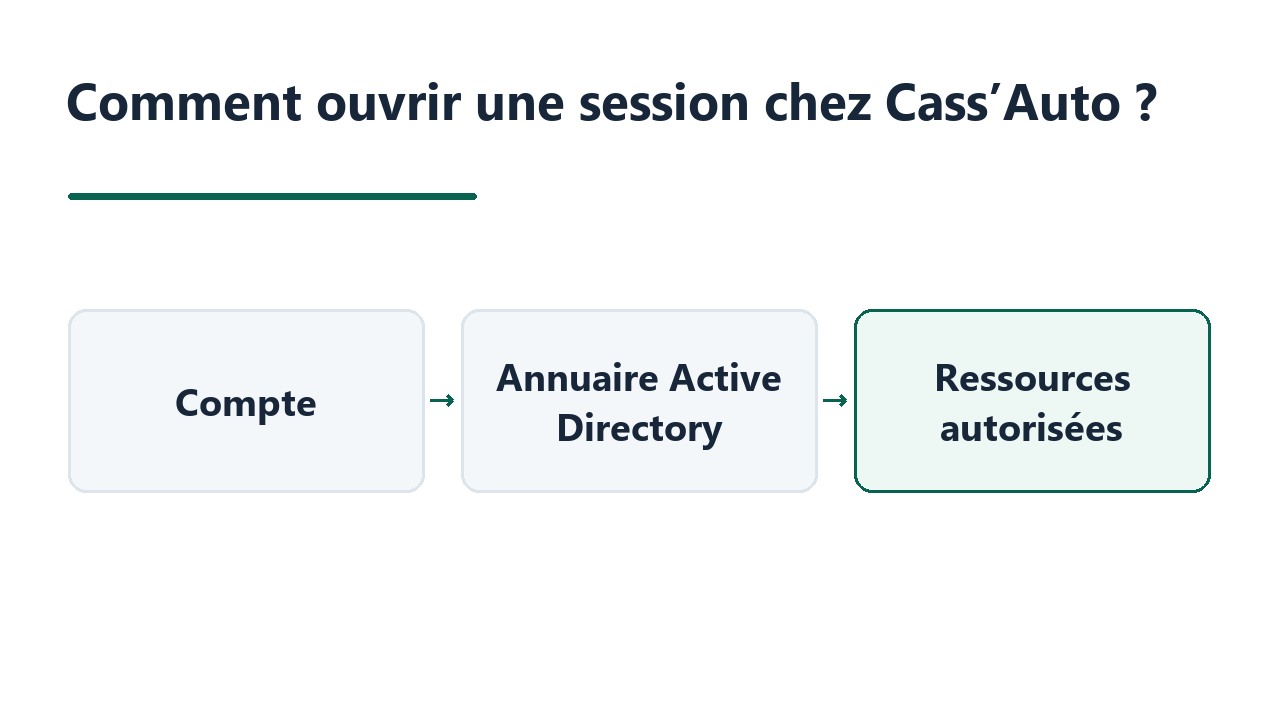 Comment ouvrir une session chez Cass’Auto ?
Compte
→
Annuaire Active
Directory
→
Ressources
autorisées